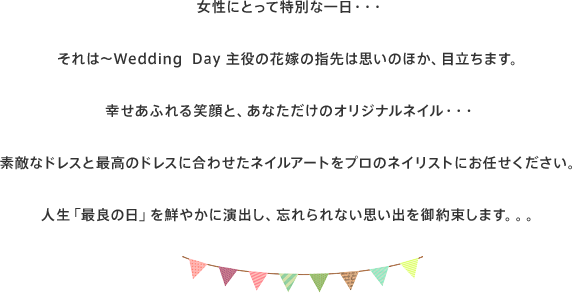 女性にとって特別な一日・・・
それは～Wedding Day 主役の花嫁の指先は思いのほか、目立ちます。
幸せあふれる笑顔と、あなただけのオリジナルネイル・・・
素敵なドレスと最高のドレスに合わせたネイルアートをプロのネイリストにお任せください。
人生「最良の日」を鮮やかに演出し、忘れられない思い出を御約束します。。。